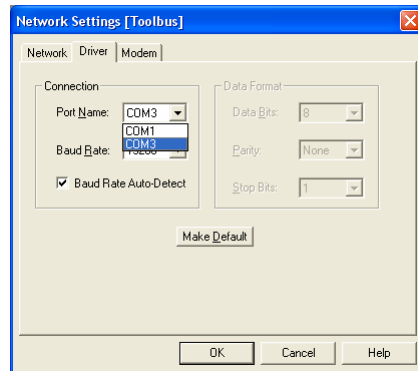 Network Settings [Toolbus]
Network Driver Modem
Connection
Port Name: COM3
COM1
COM3
Baud Rate:
Baud Rate Auto-Detect
Data Format
Data Bits: 8
Parity: None
Stop Bits: 1
Make Default
OK Cancel Help